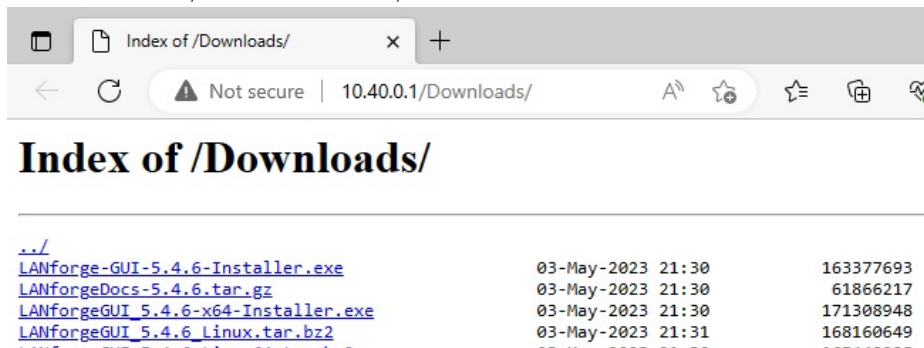 Index of /Downloads/
Not secure | 10.40.0.1/Downloads/
Index of /Downloads/
../
LANforge-GUI-5.4.6-Installer.exe 03-May-2023 21:30 163377693
LANforgeDocs-5.4.6.tar.gz 03-May-2023 21:30 61866217
LANforgeGUI_5.4.6-x64-Installer.exe 03-May-2023 21:30 171308948
LANforgeGUI_5.4.6_Linux.tar.bz2 03-May-2023 21:31 168160649